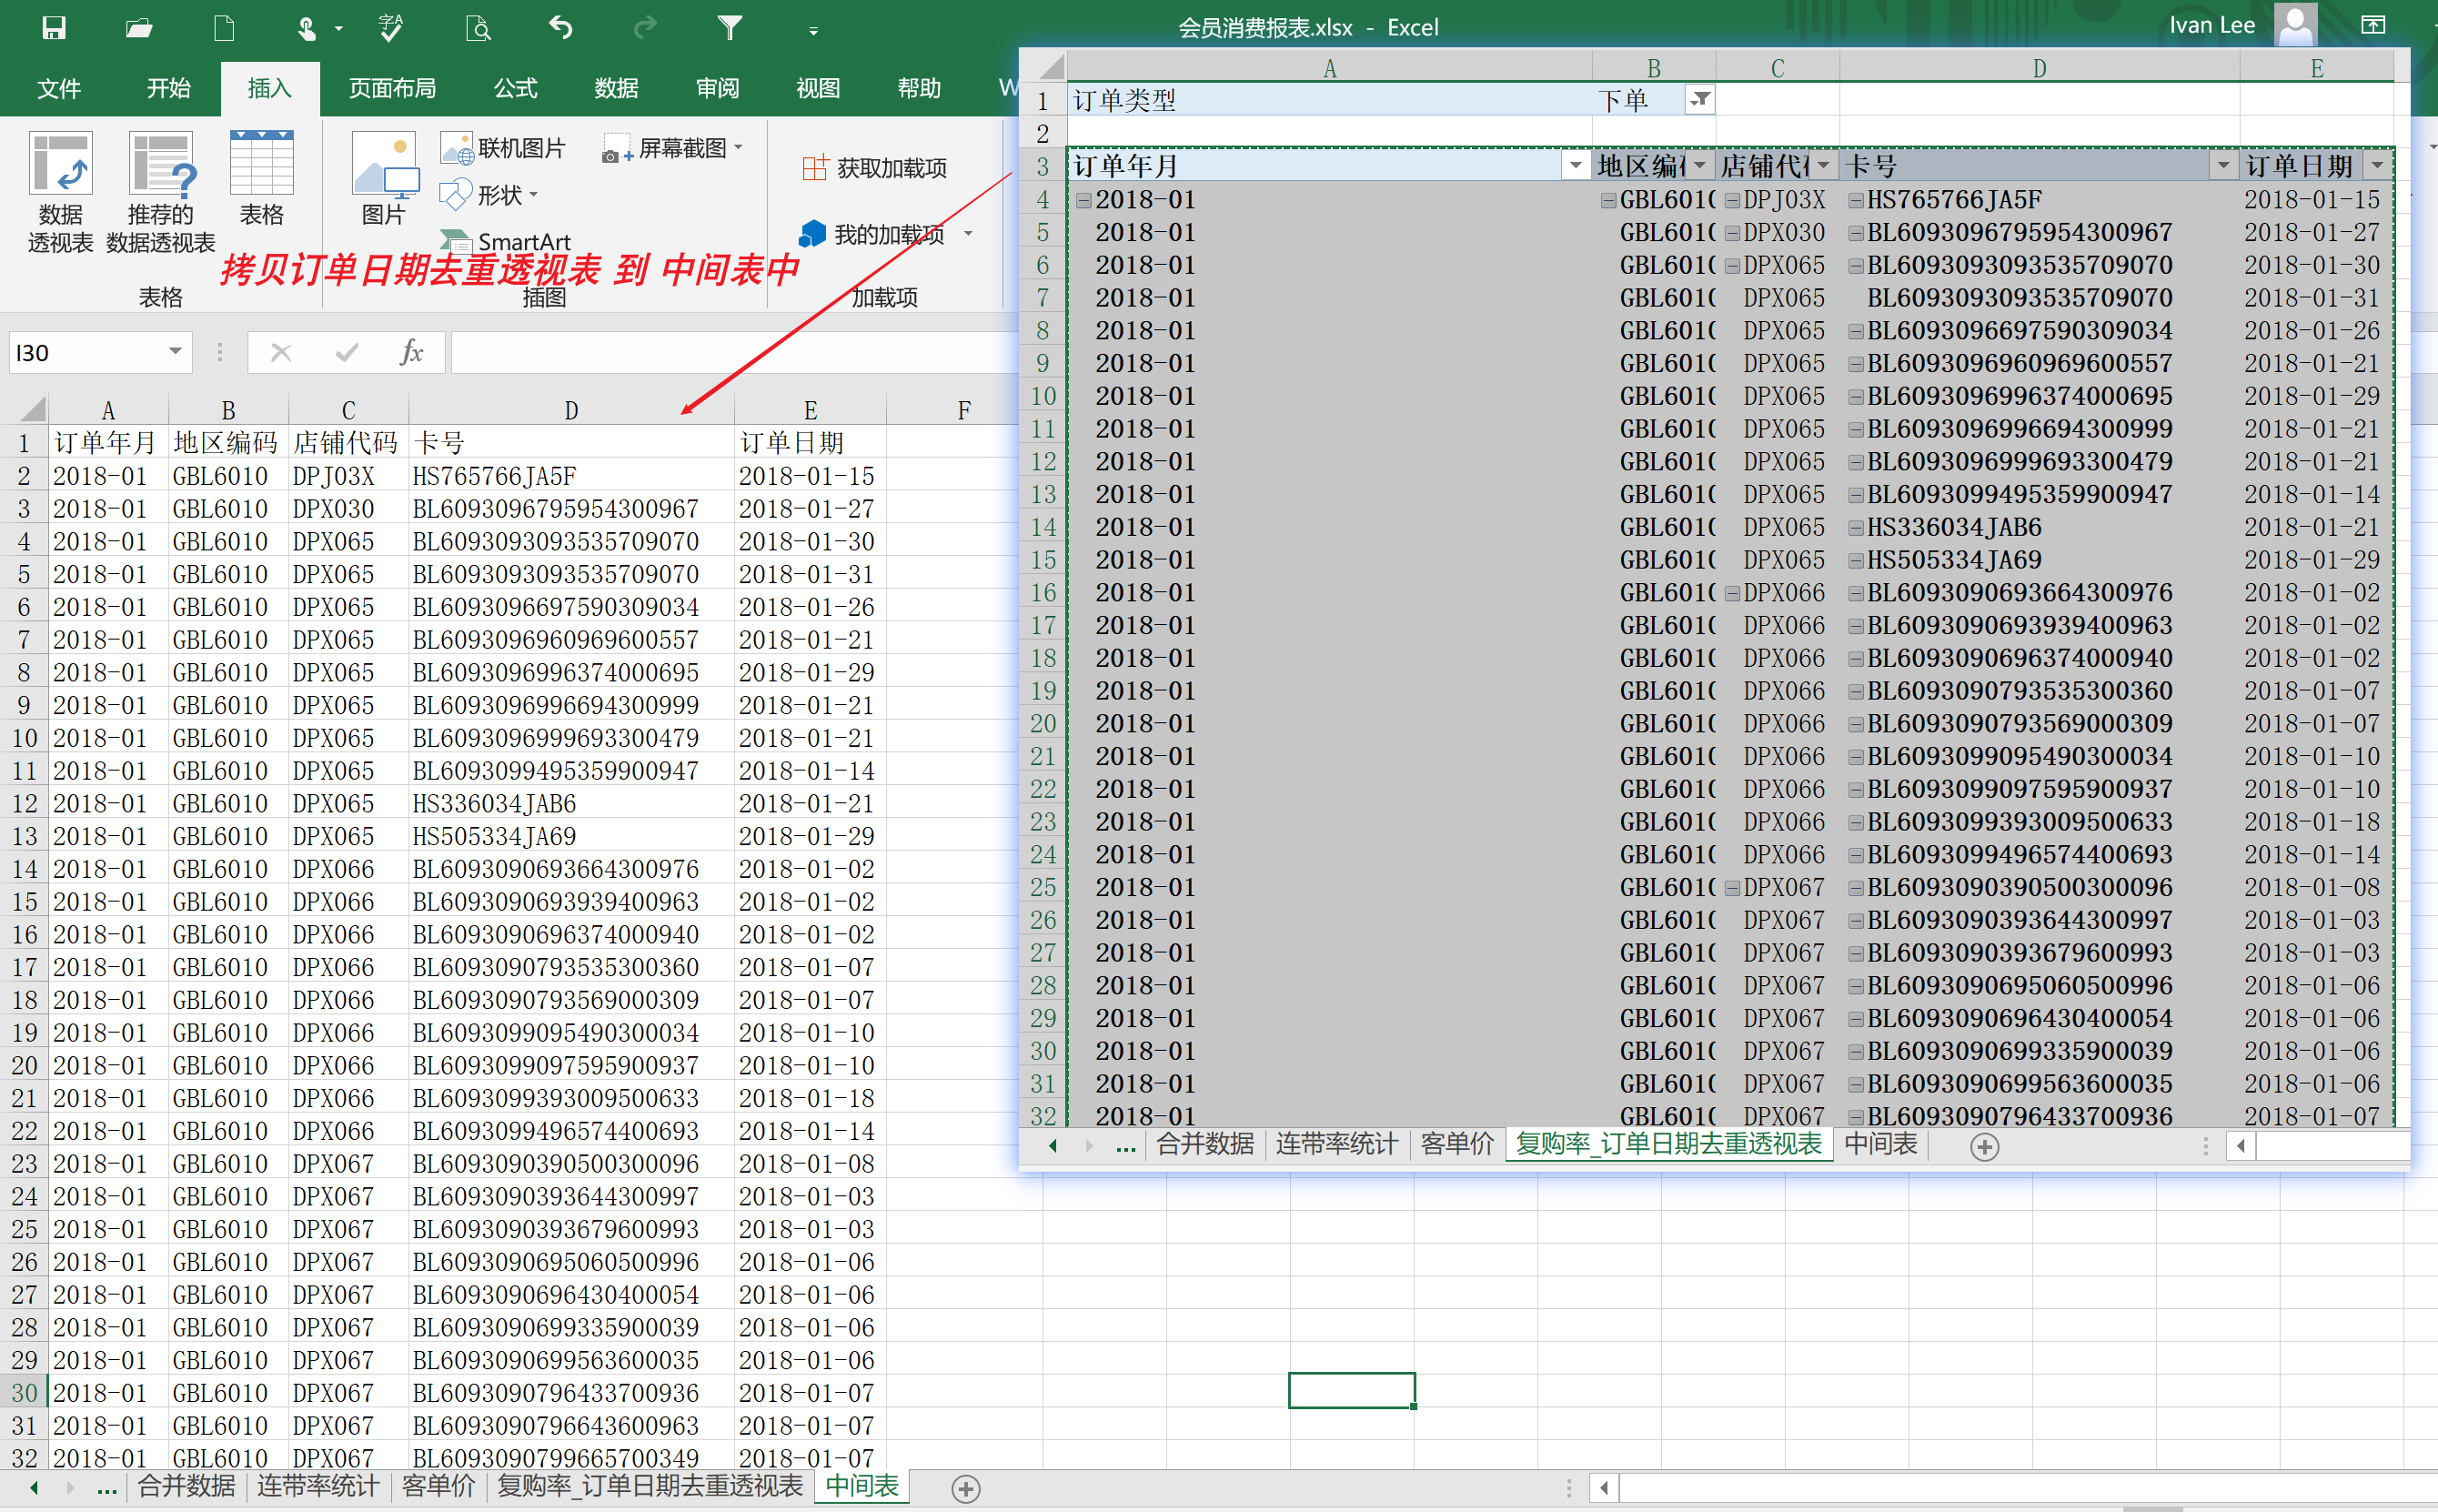 会员消费报表.xlsx - Excel
Ivan Lee
文件 开始 插入 页面布局 公式 数据 审阅 视图 帮助
数据透视表
推荐的数据透视表
表格
图片
联机图片
形状
SmartArt
屏幕截图
获取加载项
我的加载项
表格 插图 加载项
拷贝订单日期去重透视表 到 中间表中
I30 fx
A B C D E F
1 订单年月 地区编码 店铺代码 卡号 订单日期
2 2018-01 GBL6010 DPJ03X HS765766JA5F 2018-01-15
3 2018-01 GBL6010 DPX030 BL6093096795954300967 2018-01-27
4 2018-01 GBL6010 DPX065 BL6093093093535709070 2018-01-30
5 2018-01 GBL6010 DPX065 BL6093093093535709070 2018-01-31
6 2018-01 GBL6010 DPX065 BL6093096697590309034 2018-01-26
7 2018-01 GBL6010 DPX065 BL6093096960969600557 2018-01-21
8 2018-01 GBL6010 DPX065 BL6093096996374000695 2018-01-29
9 2018-01 GBL6010 DPX065 BL6093096996694300999 2018-01-21
10 2018-01 GBL6010 DPX065 BL6093096999693300479 2018-01-21
11 2018-01 GBL6010 DPX065 BL6093099495359900947 2018-01-14
12 2018-01 GBL6010 DPX065 HS336034JAB6 2018-01-21
13 2018-01 GBL6010 DPX065 HS505334JA69 2018-01-29
14 2018-01 GBL6010 DPX066 BL6093090693664300976 2018-01-02
15 2018-01 GBL6010 DPX066 BL6093090693939400963 2018-01-02
16 2018-01 GBL6010 DPX066 BL6093090696374000940 2018-01-02
17 2018-01 GBL6010 DPX066 BL6093090793535300360 2018-01-07
18 2018-01 GBL6010 DPX066 BL6093090793569000309 2018-01-07
19 2018-01 GBL6010 DPX066 BL6093099095490300034 2018-01-10
20 2018-01 GBL6010 DPX066 BL6093099097595900937 2018-01-10
21 2018-01 GBL6010 DPX066 BL6093099393009500633 2018-01-18
22 2018-01 GBL6010 DPX066 BL6093099496574400693 2018-01-14
23 2018-01 GBL6010 DPX067 BL6093090390500300096 2018-01-08
24 2018-01 GBL6010 DPX067 BL6093090393644300997 2018-01-03
25 2018-01 GBL6010 DPX067 BL6093090393679600993 2018-01-03
26 2018-01 GBL6010 DPX067 BL6093090695060500996 2018-01-06
27 2018-01 GBL6010 DPX067 BL6093090696430400054 2018-01-06
28 2018-01 GBL6010 DPX067 BL6093090699335900039 2018-01-06
29 2018-01 GBL6010 DPX067 BL6093090699563600035 2018-01-06
30 2018-01 GBL6010 DPX067 BL6093090796433700936 2018-01-07
31 2018-01 GBL6010 DPX067 BL6093090796643600963 2018-01-07
32 2018-01 GBL6010 DPX067 BL6093090799665700349 2018-01-07
... 合并数据 连带率统计 客单价 复购率_订单日期去重透视表 中间表
A B C D E
1 订单类型 下单
2
3 订单年月 地区编 店铺代 卡号 订单日期
4 2018-01 GBL601 DPJ03X HS765766JA5F 2018-01-15
5 2018-01 GBL601 DPX030 BL6093096795954300967 2018-01-27
6 2018-01 GBL601 DPX065 BL6093093093535709070 2018-01-30
7 2018-01 GBL601 DPX065 BL6093093093535709070 2018-01-31
8 2018-01 GBL601 DPX065 BL6093096697590309034 2018-01-26
9 2018-01 GBL601 DPX065 BL6093096960969600557 2018-01-21
10 2018-01 GBL601 DPX065 BL6093096996374000695 2018-01-29
11 2018-01 GBL601 DPX065 BL6093096996694300999 2018-01-21
12 2018-01 GBL601 DPX065 BL6093096999693300479 2018-01-21
13 2018-01 GBL601 DPX065 BL6093099495359900947 2018-01-14
14 2018-01 GBL601 DPX065 HS336034JAB6 2018-01-21
15 2018-01 GBL601 DPX065 HS505334JA69 2018-01-29
16 2018-01 GBL601 DPX066 BL6093090693664300976 2018-01-02
17 2018-01 GBL601 DPX066 BL6093090693939400963 2018-01-02
18 2018-01 GBL601 DPX066 BL6093090696374000940 2018-01-02
19 2018-01 GBL601 DPX066 BL6093090793535300360 2018-01-07
20 2018-01 GBL601 DPX066 BL6093090793569000309 2018-01-07
21 2018-01 GBL601 DPX066 BL6093099095490300034 2018-01-10
22 2018-01 GBL601 DPX066 BL6093099097595900937 2018-01-10
23 2018-01 GBL601 DPX066 BL6093099393009500633 2018-01-18
24 2018-01 GBL601 DPX066 BL6093099496574400693 2018-01-14
25 2018-01 GBL601 DPX067 BL6093090390500300096 2018-01-08
26 2018-01 GBL601 DPX067 BL6093090393644300997 2018-01-03
27 2018-01 GBL601 DPX067 BL6093090393679600993 2018-01-03
28 2018-01 GBL601 DPX067 BL6093090695060500996 2018-01-06
29 2018-01 GBL601 DPX067 BL6093090696430400054 2018-01-06
30 2018-01 GBL601 DPX067 BL6093090699335900039 2018-01-06
31 2018-01 GBL601 DPX067 BL6093090699563600035 2018-01-06
32 2018-01 GBL601 DPX067 BL6093090796433700936 2018-01-07
... 合并数据 连带率统计 客单价 复购率_订单日期去重透视表 中间表